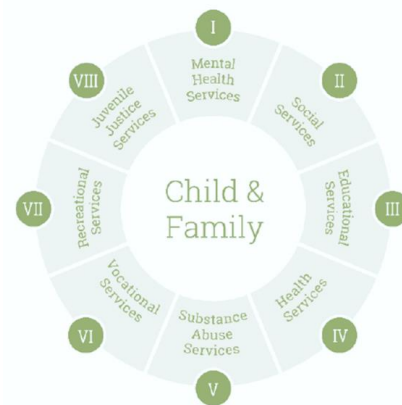 I
Mental
Health
Services
II
Social
Services
III
Educational
Services
IV
Health
Services
V
Substance
Abuse
Services
VI
Vocational
Services
VII
Recreational
Services
VIII
Juvenile
Justice
Services
Child &
Family